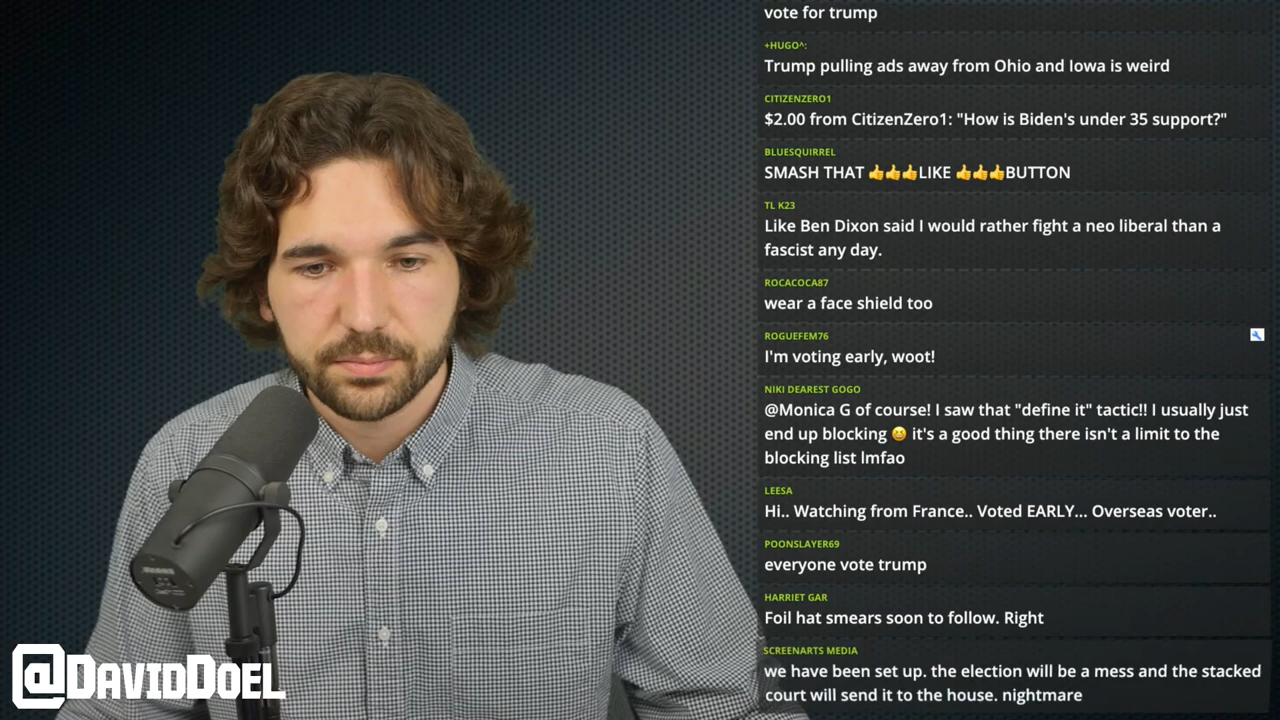 vote for trump
+HUGO^:
Trump pulling ads away from Ohio and Iowa is weird
CITIZENZERO1
$2.00 from CitizenZero1: "How is Biden's under 35 support?"
BLUESQUIRREL
SMASH THAT 👍👍👍LIKE 👍👍👍BUTTON
TL K23
Like Ben Dixon said I would rather fight a neo liberal than a
fascist any day.
ROCACOCA87
wear a face shield too
ROGUEFEM76
I'm voting early, woot!
NIKI DEAREST GOGO
@Monica G of course! I saw that "define it" tactic!! I usually just
end up blocking 😆 it's a good thing there isn't a limit to the
blocking list lmfao
LEESA
Hi.. Watching from France.. Voted EARLY... Overseas voter..
POONSLAYER69
everyone vote trump
HARRIET GAR
Foil hat smears soon to follow. Right
SCREENARTS MEDIA
we have been set up. the election will be a mess and the stacked
court will send it to the house. nightmare
@DAVIDDOEL